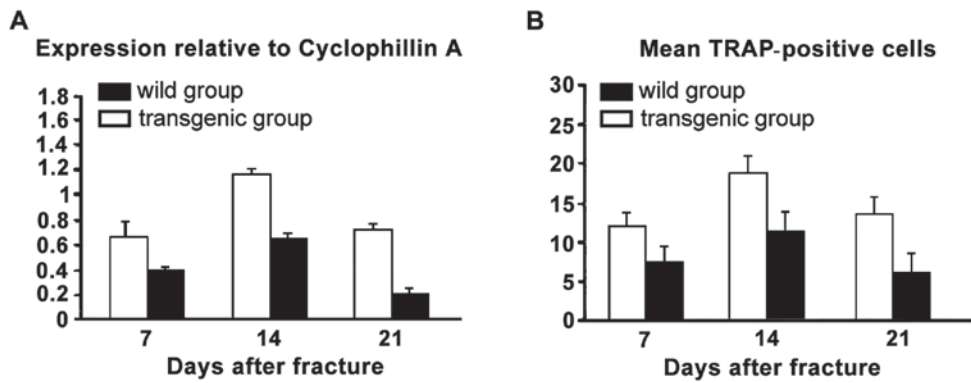 A
Expression relative to Cyclophillin A
1.8
1.6
1.4
1.2
1
0.8
0.6
0.4
0.2
0
wild group
transgenic group
7 14 21
Days after fracture
B
Mean TRAP-positive cells
30
25
20
15
10
5
0
wild group
transgenic group
7 14 21
Days after fracture